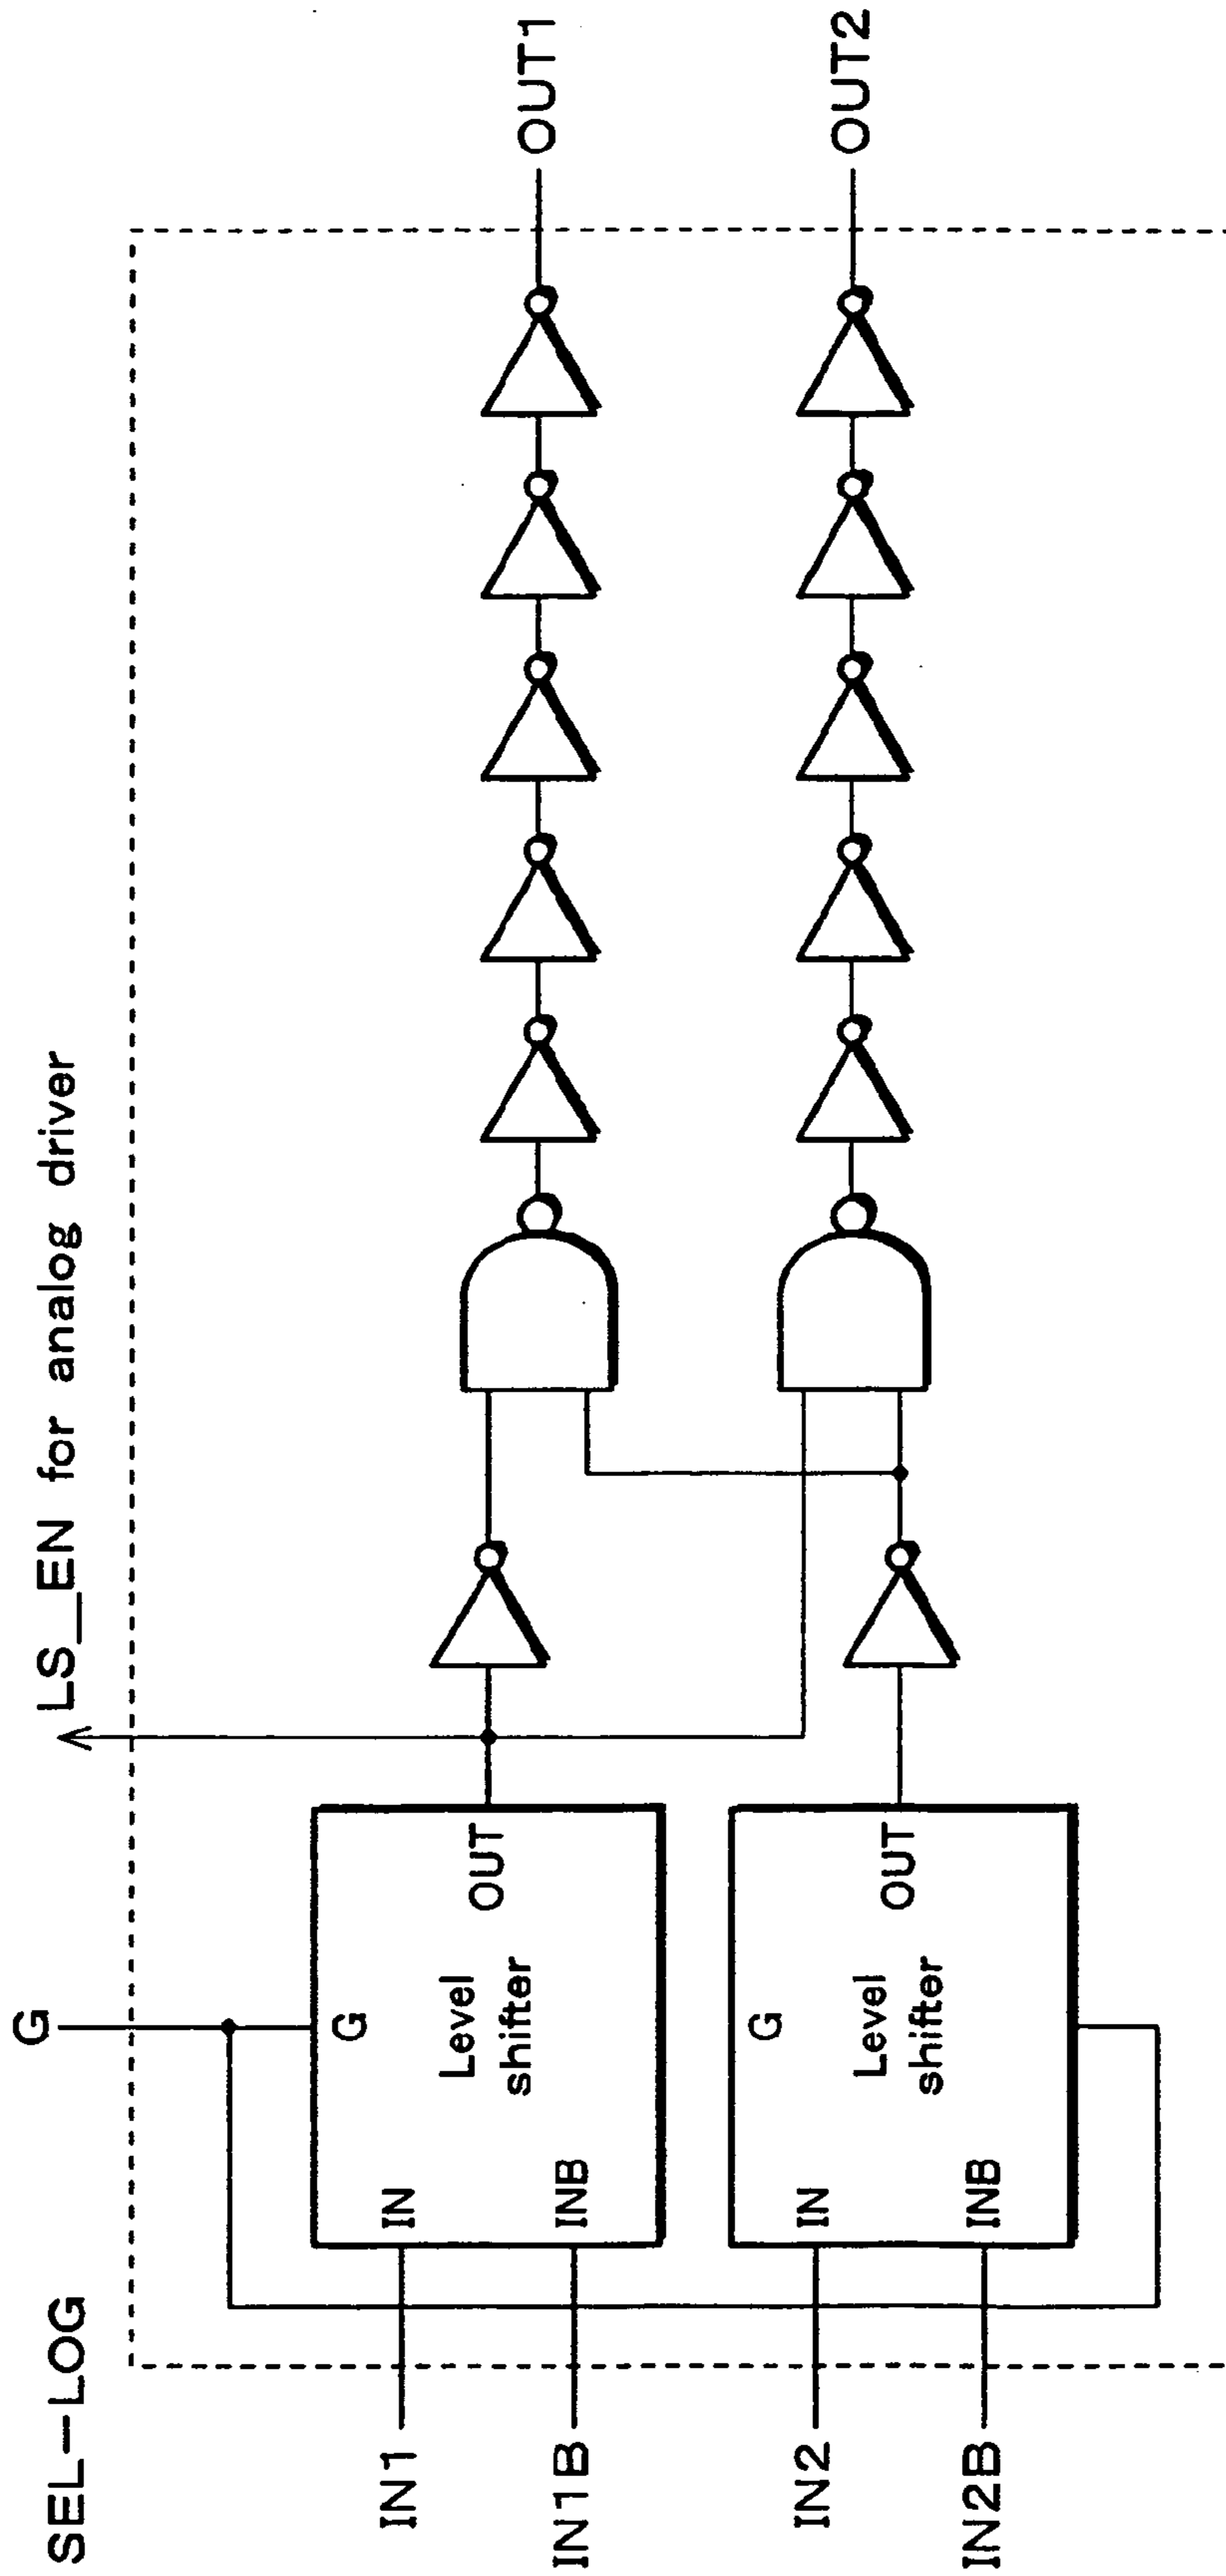 SEL-LOG
G
LS_EN for analog driver
IN1
IN1B
IN
INB
G
Level
shifter
OUT
OUT1
IN2
IN2B
IN
INB
G
Level
shifter
OUT
OUT2